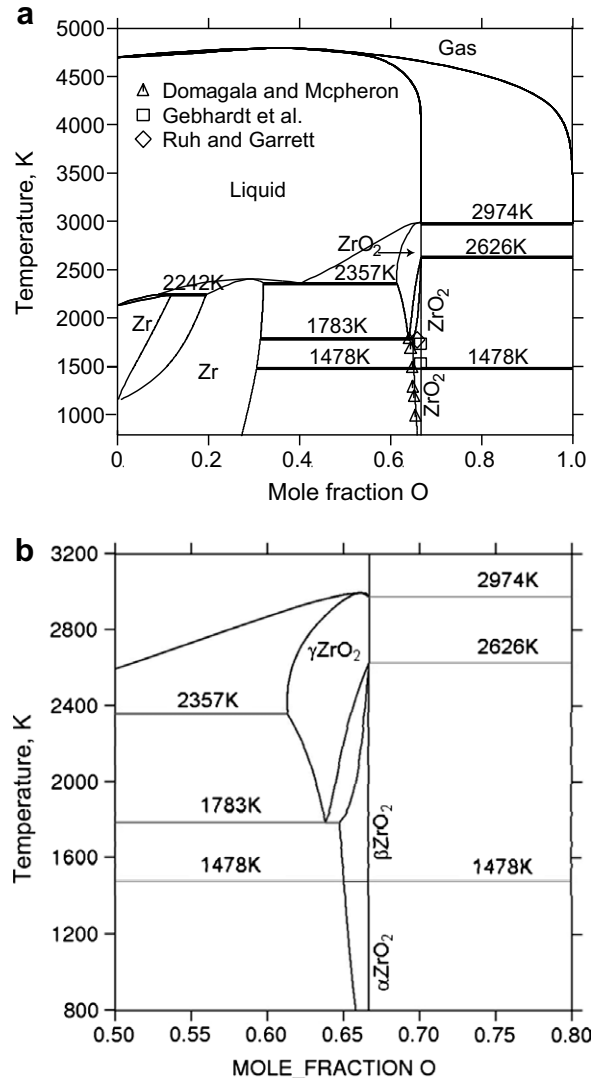 a
5000
4500
4000
3500
3000
2500
2000
1500
1000
Temperature, K
Gas
Domagala and Mcpheron
Gebhardt et al.
Ruh and Garrett
Liquid
2974K
ZrO2
2626K
2242K
2357K
Zr
1783K
ZrO2
Zr
1478K
1478K
ZrO2
0.
0.2
0.4
0.6
0.8
1.0
Mole fraction O
b
3200
2800
2400
2000
1600
1200
800
Temperature, K
2974K
γZrO2
2626K
2357K
1783K
βZrO2
1478K
1478K
αZrO2
0.50
0.60
0.65
0.70
0.75
0.80
MOLE_FRACTION O